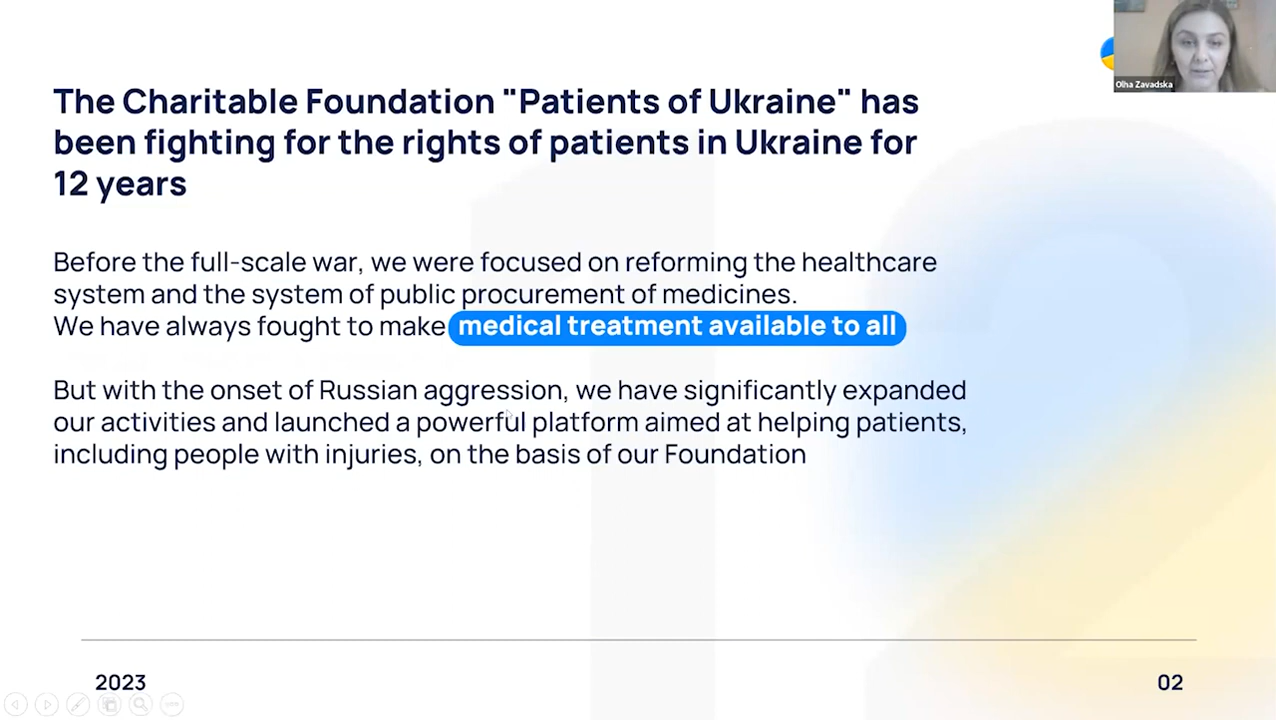 Olha Zavadska
The Charitable Foundation "Patients of Ukraine" has
been fighting for the rights of patients in Ukraine for
12 years
Before the full-scale war, we were focused on reforming the healthcare
system and the system of public procurement of medicines.
We have always fought to make medical treatment available to all
But with the onset of Russian aggression, we have significantly expanded
our activities and launched a powerful platform aimed at helping patients,
including people with injuries, on the basis of our Foundation
2023
02